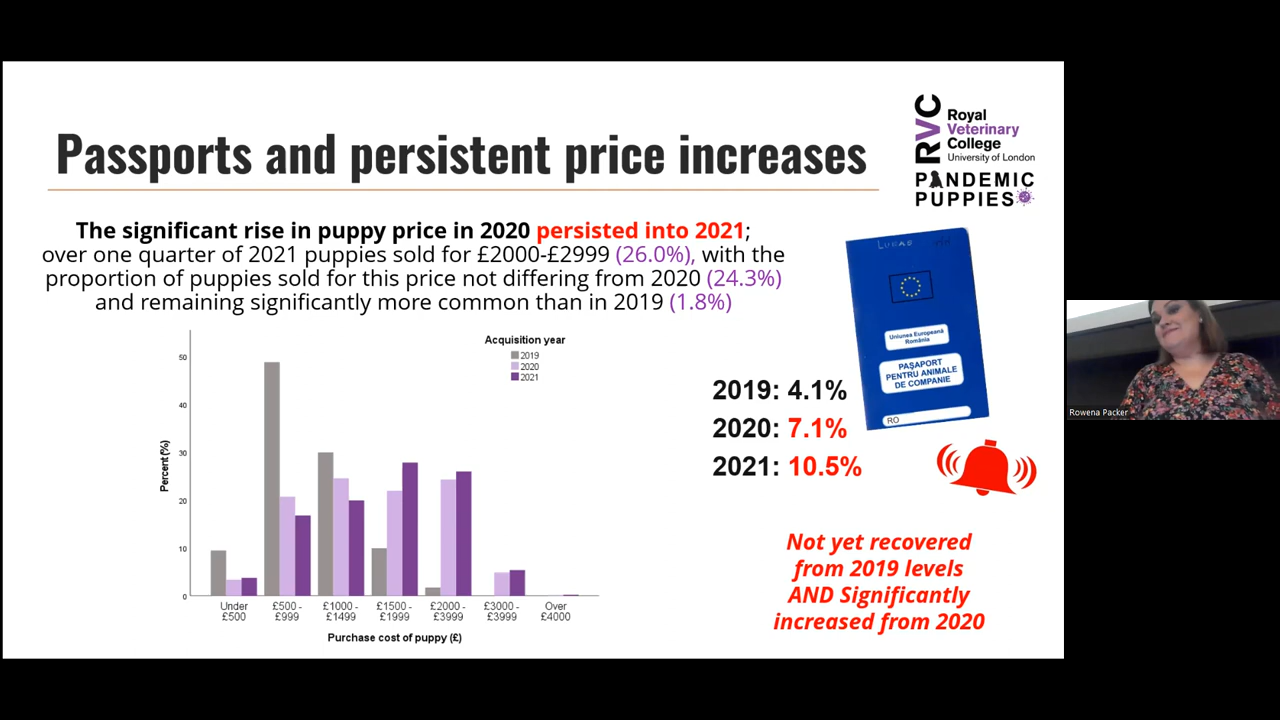 Passports and persistent price increases
RVC
Royal
Veterinary
College
University of London
PANDEMIC
PUPPIES
The significant rise in puppy price in 2020 persisted into 2021;
over one quarter of 2021 puppies sold for £2000-£2999 (26.0%), with the
proportion of puppies sold for this price not differing from 2020 (24.3%)
and remaining significantly more common than in 2019 (1.8%)
Acquisition year
2019
2020
2021
Percent (%)
50
40
30
20
10
0
Under
£500
£500 -
£999
£1000 -
£1499
£1500 -
£1999
£2000 -
£3999
£3000 -
£3999
Over
£4000
Purchase cost of puppy (£)
LUCAS
Uniunea Europeană
România
PAŞAPORT
PENTRU ANIMALE
DE COMPANIE
RO
2019: 4.1%
2020: 7.1%
2021: 10.5%
Not yet recovered
from 2019 levels
AND Significantly
increased from 2020
Rowena Packer